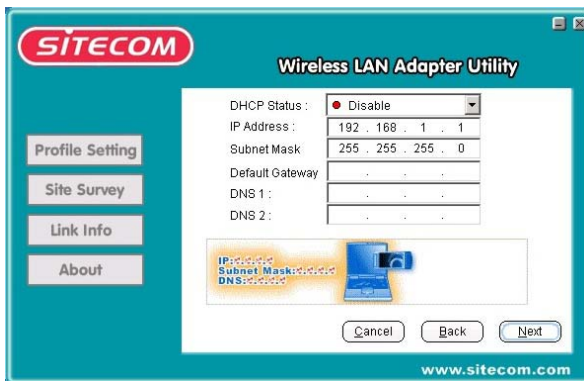 SITECOM
Wireless LAN Adapter Utility
DHCP Status : Disable
IP Address : 192 . 168 . 1 . 1
Subnet Mask 255 . 255 . 255 . 0
Default Gateway . . .
DNS 1 : . . .
DNS 2 : . . .
Profile Setting
Site Survey
Link Info
About
IP:
Subnet Mask:
DNS:
Cancel Back Next
www.sitecom.com